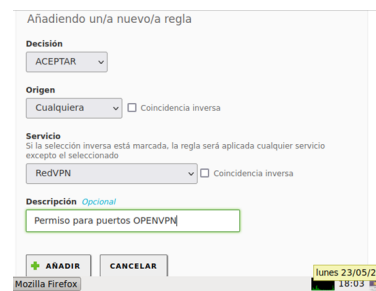 Añadiendo un/a nuevo/a regla
Decisión
ACEPTAR
Origen
Cualquiera
Coincidencia inversa
Servicio
Si la selección inversa está marcada, la regla será aplicada cualquier servicio
excepto el seleccionado
RedVPN
Coincidencia inversa
Descripción Opcional
Permiso para puertos OPENVPN
+ AÑADIR
CANCELAR
lunes 23/05/2
Mozilla Firefox
18:03